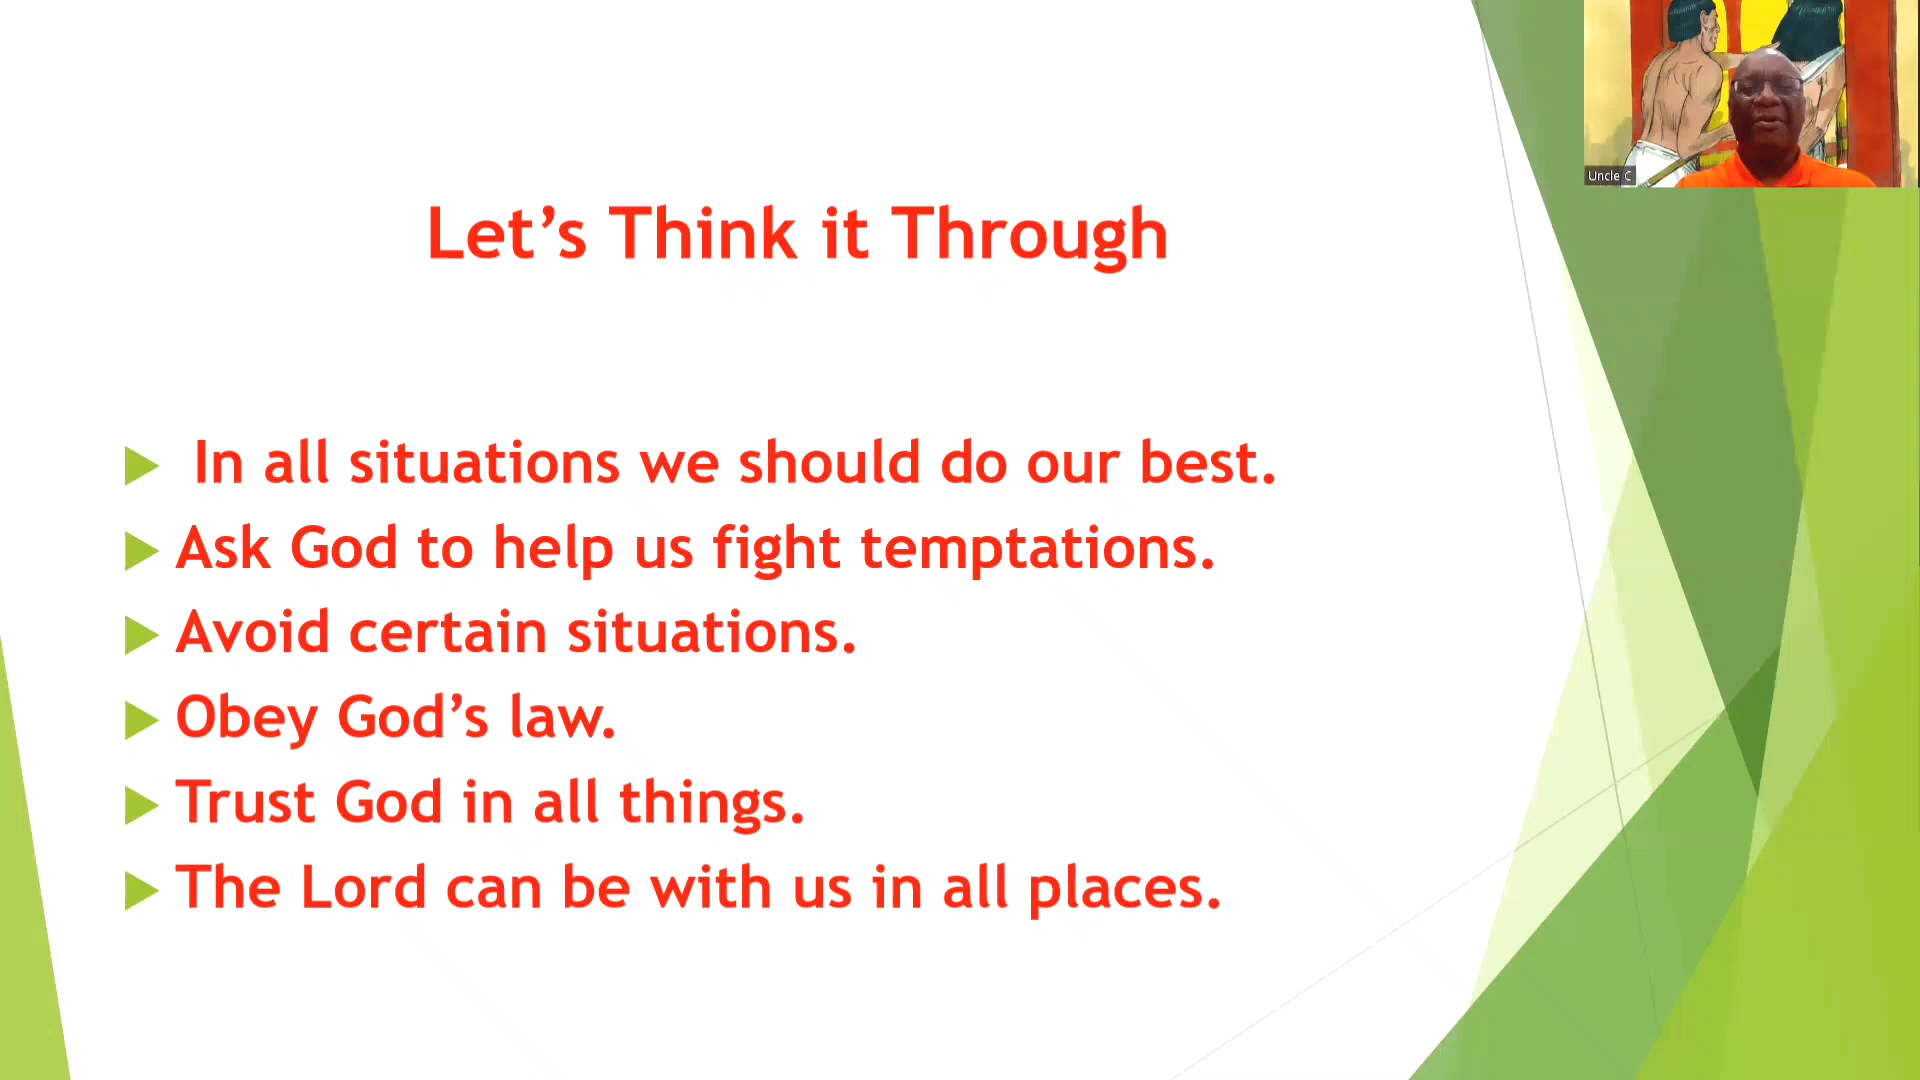 Let’s Think it Through
In all situations we should do our best.
Ask God to help us fight temptations.
Avoid certain situations.
Obey God’s law.
Trust God in all things.
The Lord can be with us in all places.
Uncle C